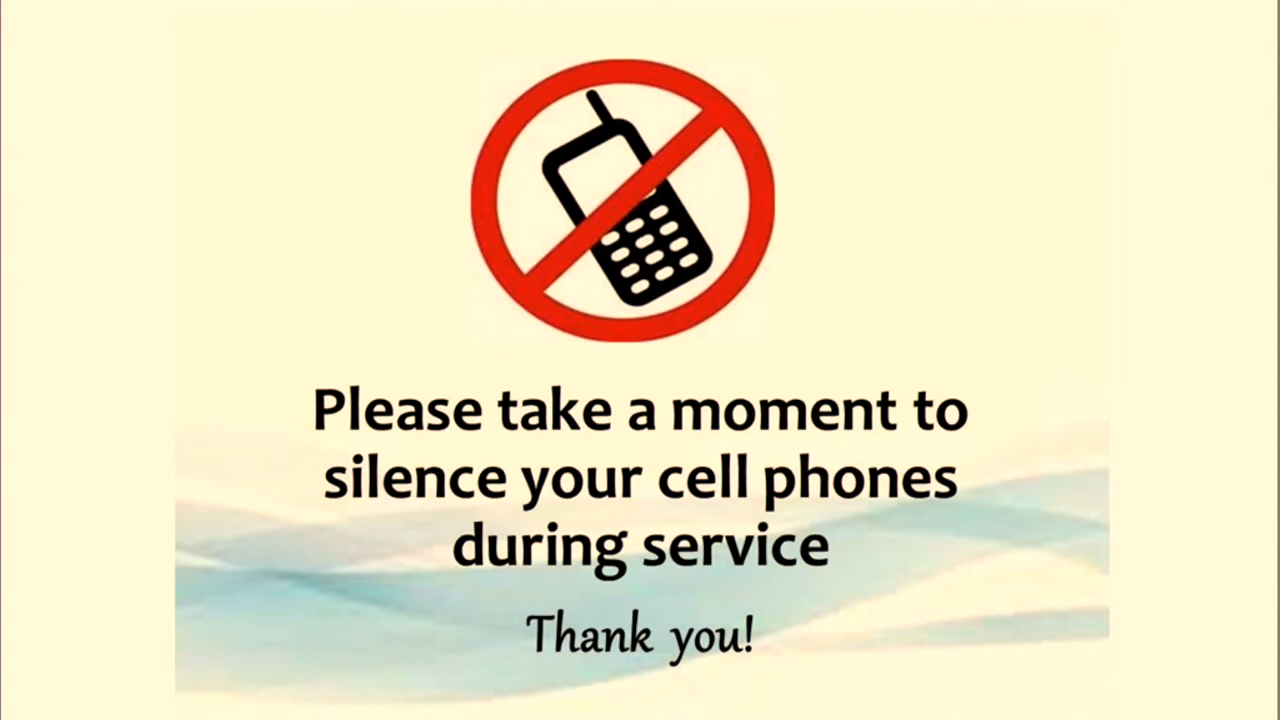 Please take a moment to
silence your cell phones
during service
Thank you!